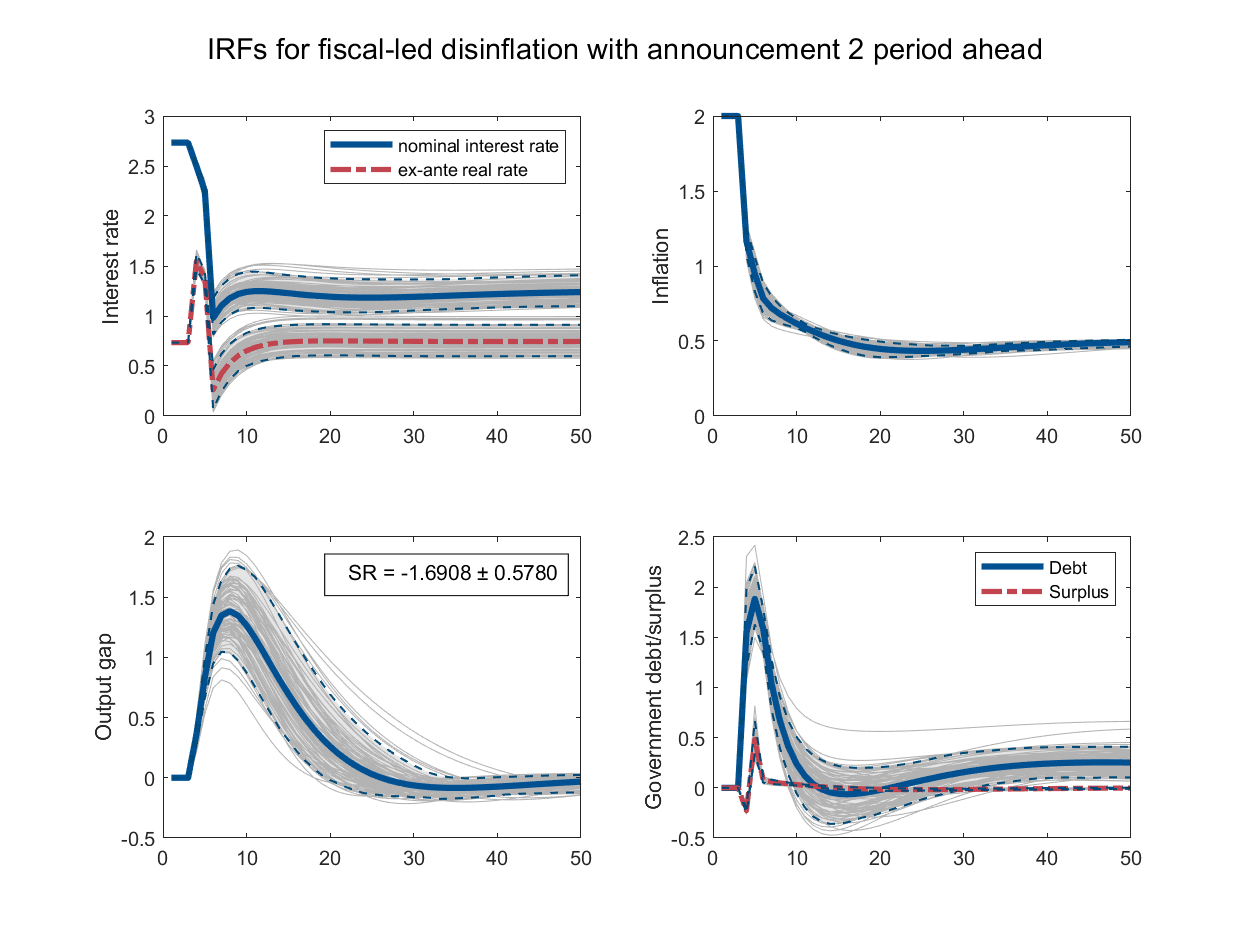 IRFs for fiscal-led disinflation with announcement 2 period ahead
3
2.5
2
1.5
1
0.5
0
Interest rate
nominal interest rate
ex-ante real rate
0 10 20 30 40 50
2
1.5
1
0.5
0
Inflation
0 10 20 30 40 50
2
1.5
1
0.5
0
-0.5
Output gap
SR = -1.6908 ± 0.5780
0 10 20 30 40 50
2.5
2
1.5
1
0.5
0
-0.5
Government debt/surplus
Debt
Surplus
0 10 20 30 40 50